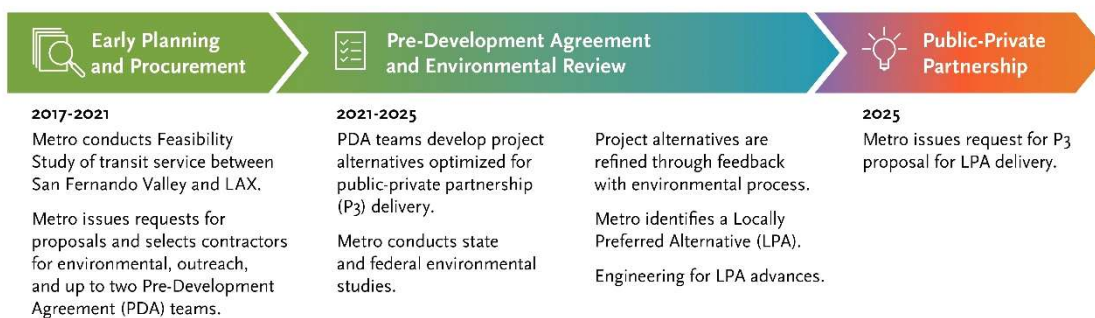 Early Planning
and Procurement
Pre-Development Agreement
and Environmental Review
Public-Private
Partnership
2017-2021
Metro conducts Feasibility
Study of transit service between
San Fernando Valley and LAX.
Metro issues requests for
proposals and selects contractors
for environmental, outreach,
and up to two Pre-Development
Agreement (PDA) teams.
2021-2025
PDA teams develop project
alternatives optimized for
public-private partnership
(P3) delivery.
Metro conducts state
and federal environmental
studies.
Project alternatives are
refined through feedback
with environmental process.
Metro identifies a Locally
Preferred Alternative (LPA).
Engineering for LPA advances.
2025
Metro issues request for P3
proposal for LPA delivery.